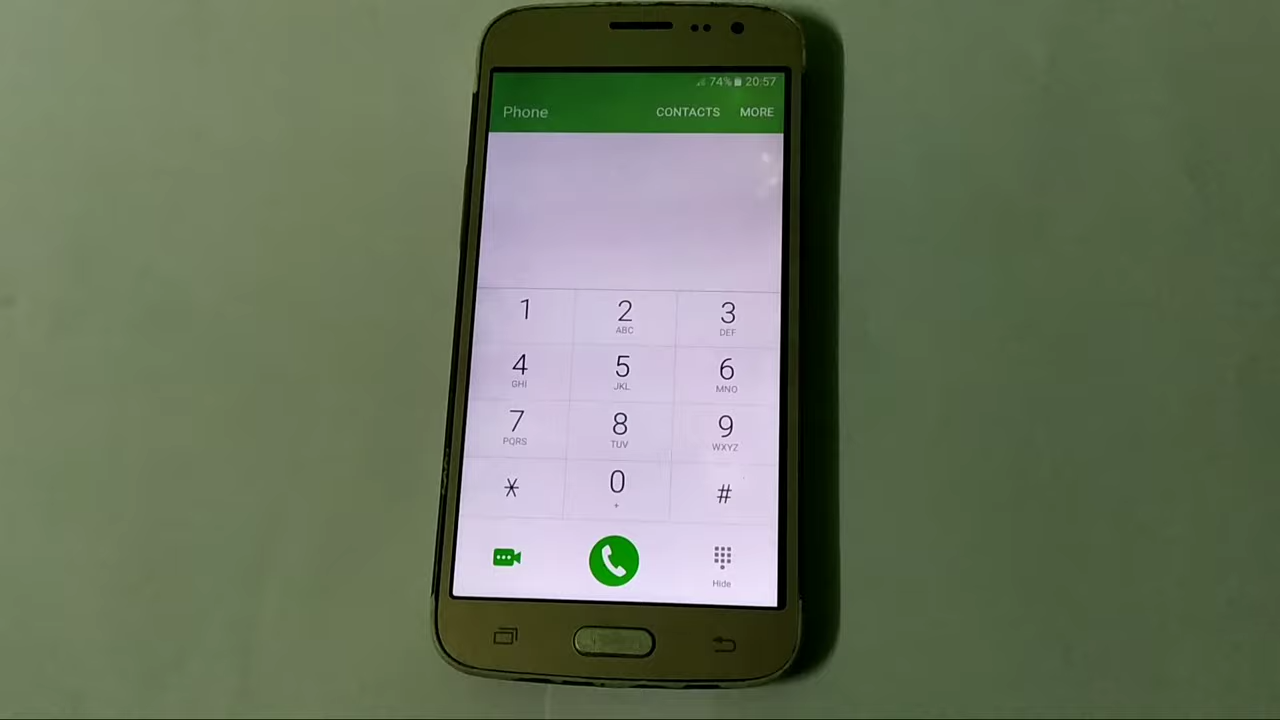 74% 20:57
Phone CONTACTS MORE
1 2 3
ABC DEF
4 5 6
GHI JKL MNO
7 8 9
PQRS TUV WXYZ
* 0 #
+
Hide